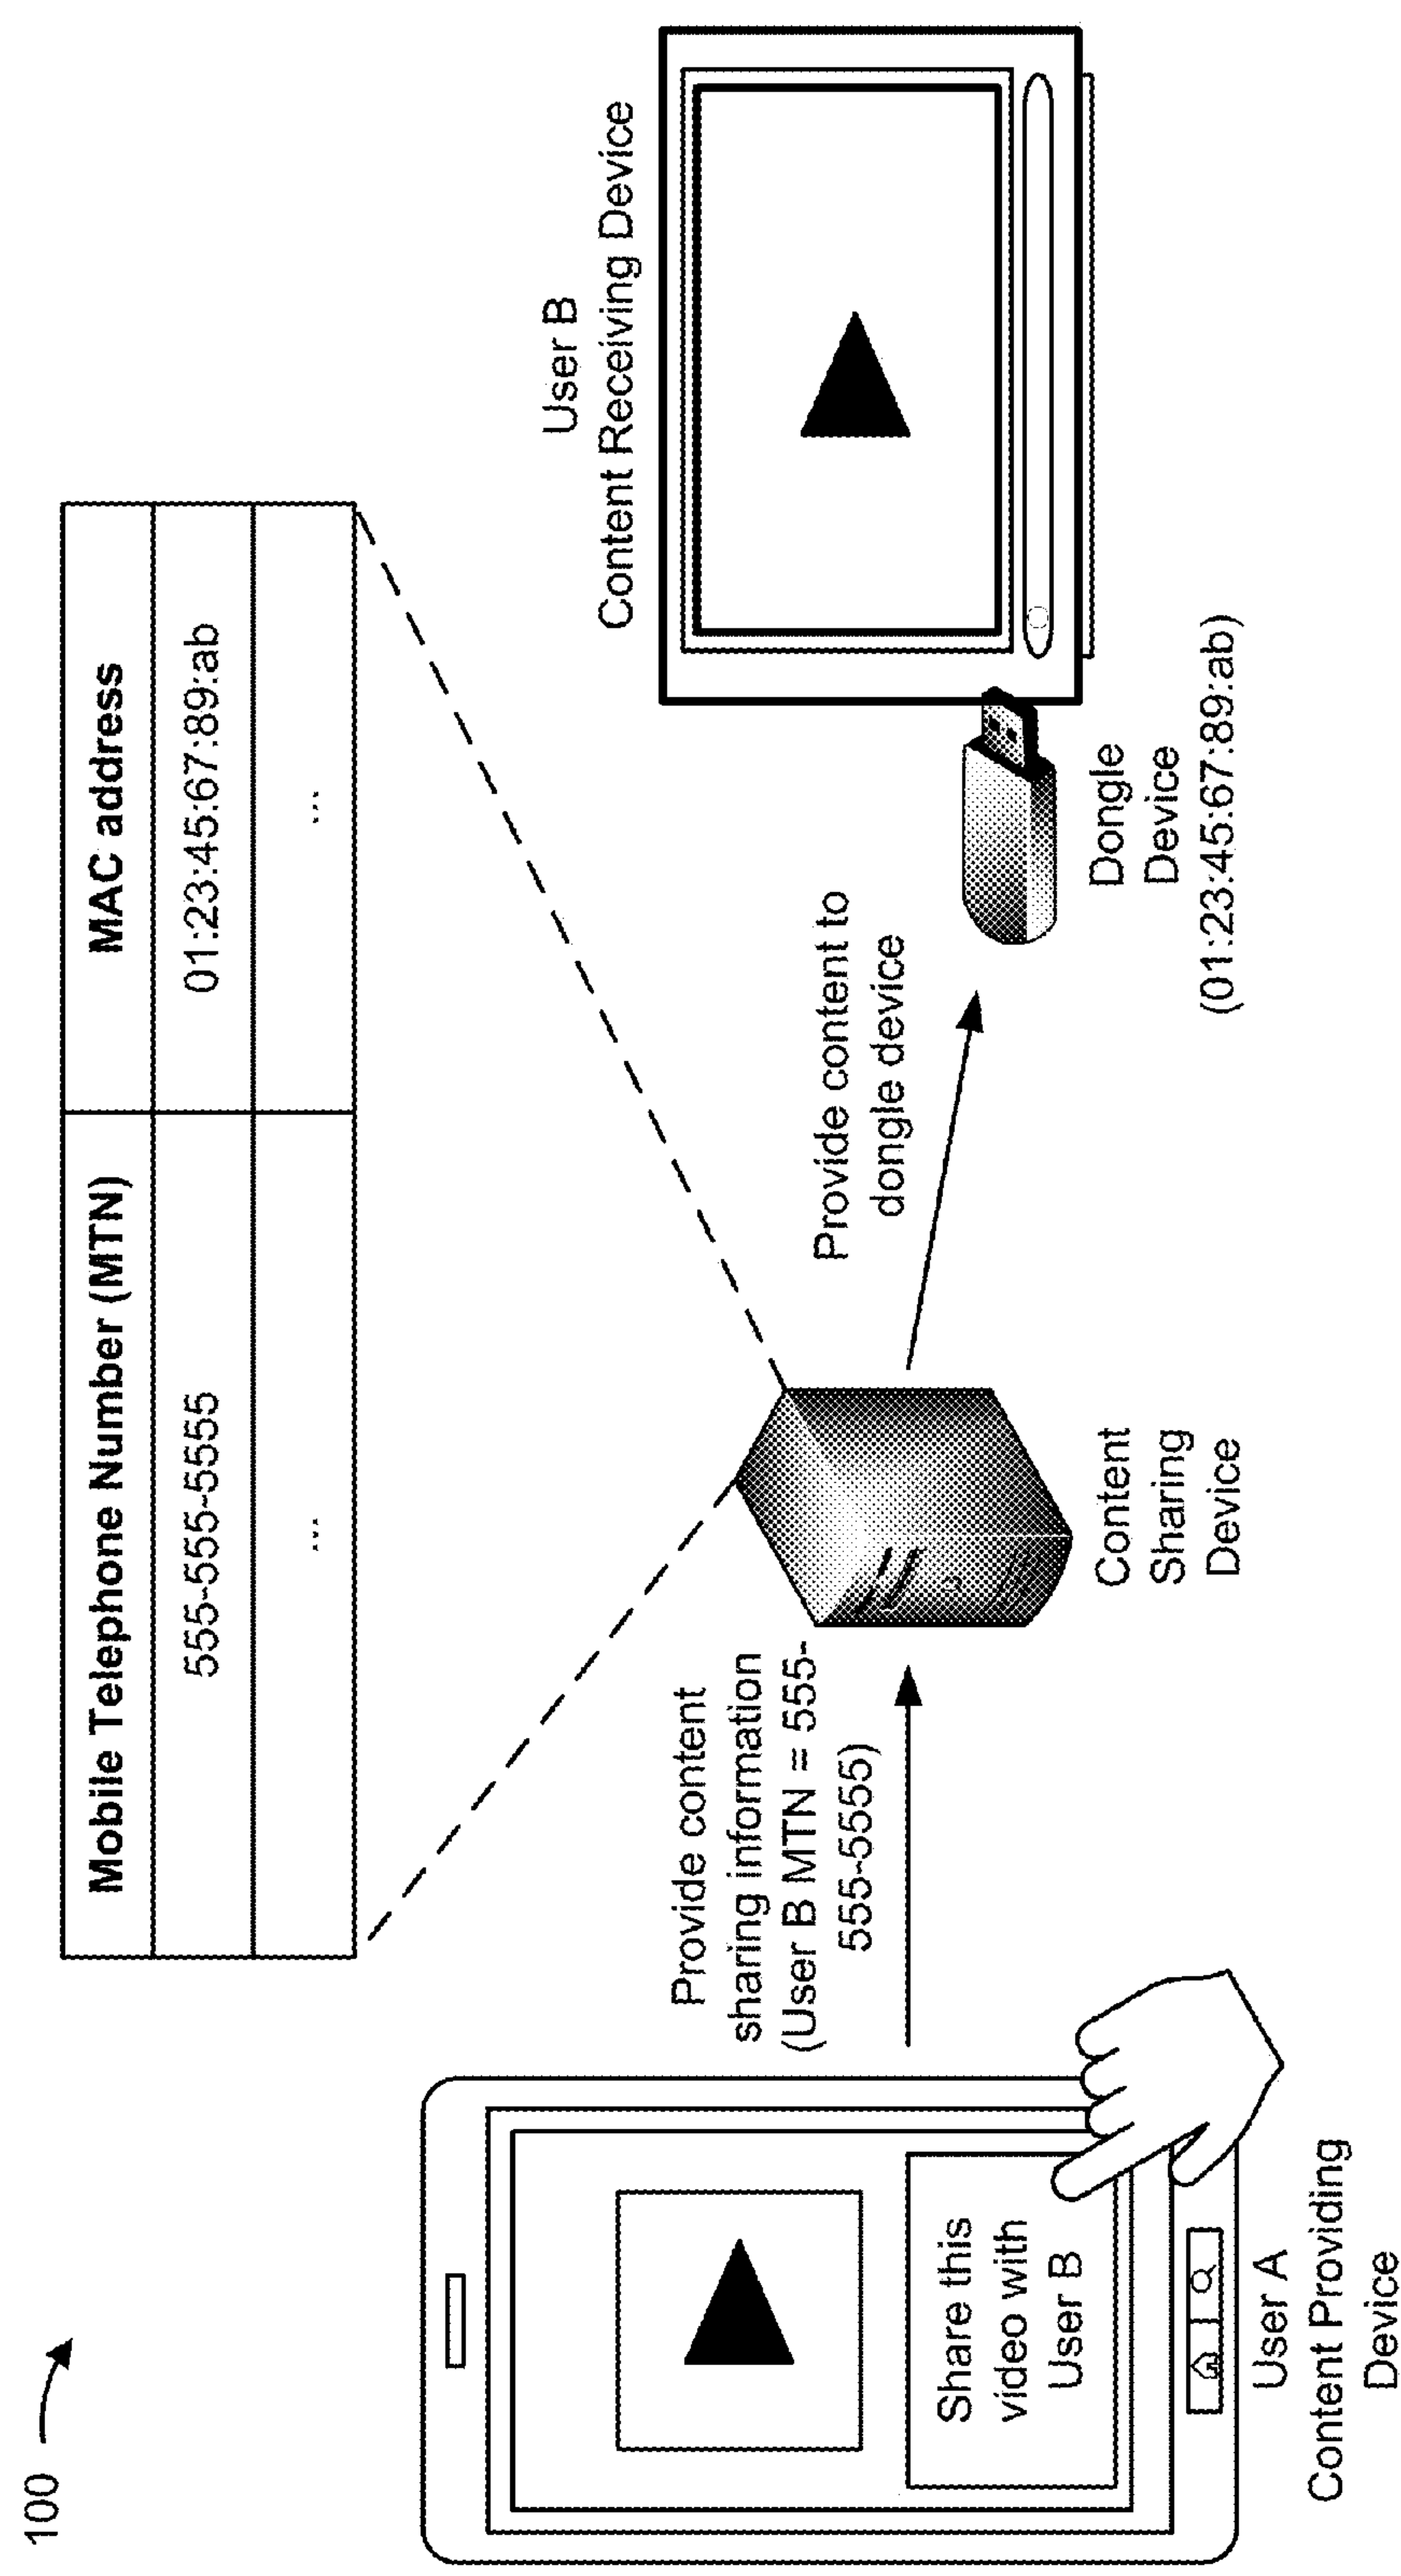 100
Mobile Telephone Number (MTN)
MAC address
555-555-5555
01:23:45:67:89:ab
...
...
Share this
video with
User B
User A
Content Providing
Device
Provide content
sharing information
(User B MTN = 555-
555-5555)
Content
Sharing
Device
Provide content to
dongle device
Dongle
Device
(01:23:45:67:89:ab)
User B
Content Receiving Device